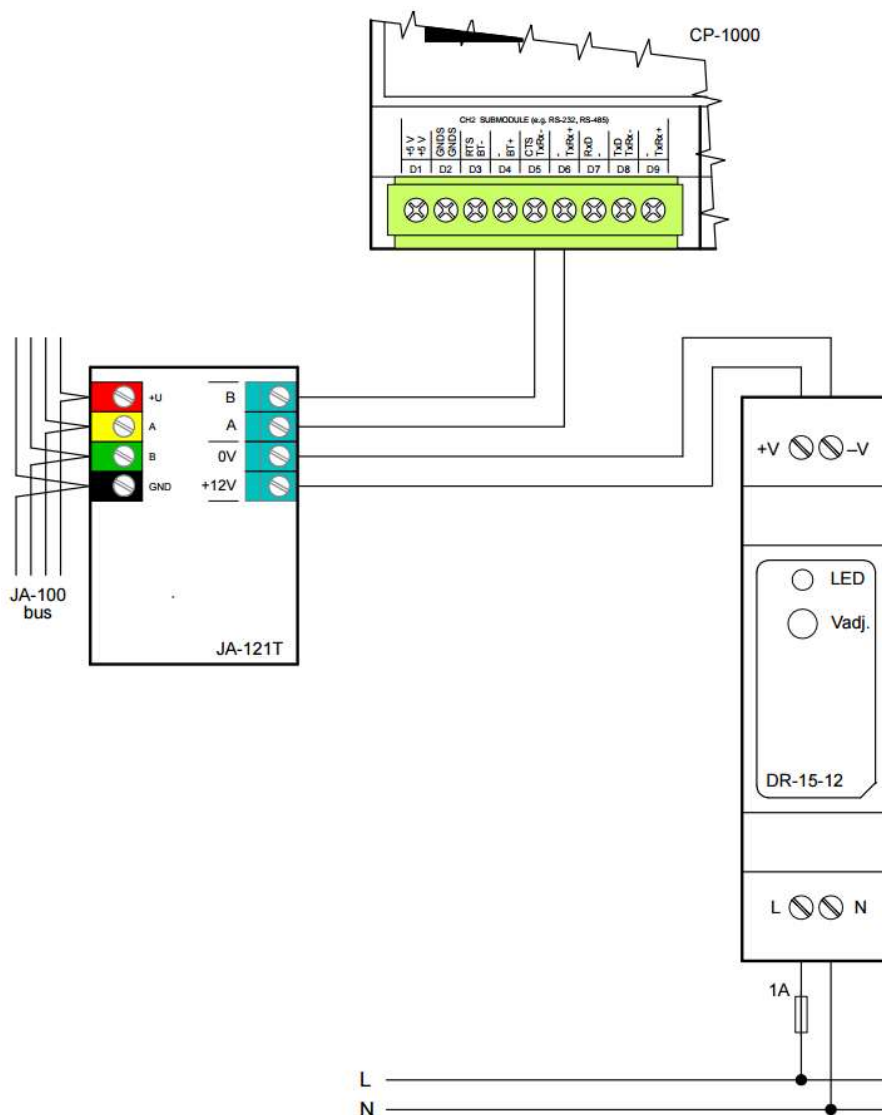 CP-1000
CH2 SUBMODULE (e.g. RS-232, RS-485)
+5 V GNDS RTS - CTS - RxD TxD -
+5 V GNDS BT- BT+ TxRx- TxRx+ - TxRx- TxRx+
D1 D2 D3 D4 D5 D6 D7 D8 D9
+U B
A A
B 0V
GND +12V
JA-100
bus
JA-121T
+V –V
LED
Vadj.
DR-15-12
L N
1A
L
N